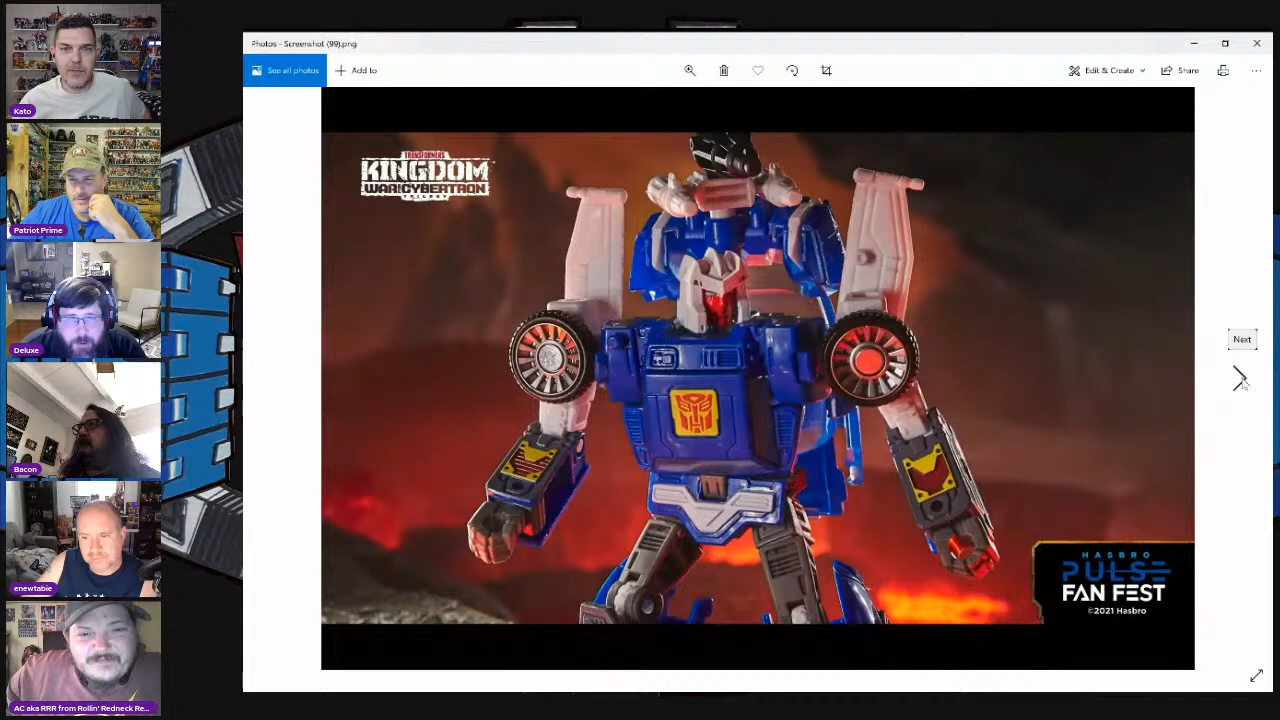 Kato
Patriot Prime
Deluxe
Bacon
enewtabie
AC aka RRR from Rollin' Redneck Re...
Photos - Screenshot (99).png
See all photos
Add to
Edit & Create
Share
TRANSFORMERS
KINGDOM
WAR FOR CYBERTRON
TRILOGY
Next
HASBRO
PULSE
FAN FEST
©2021 Hasbro